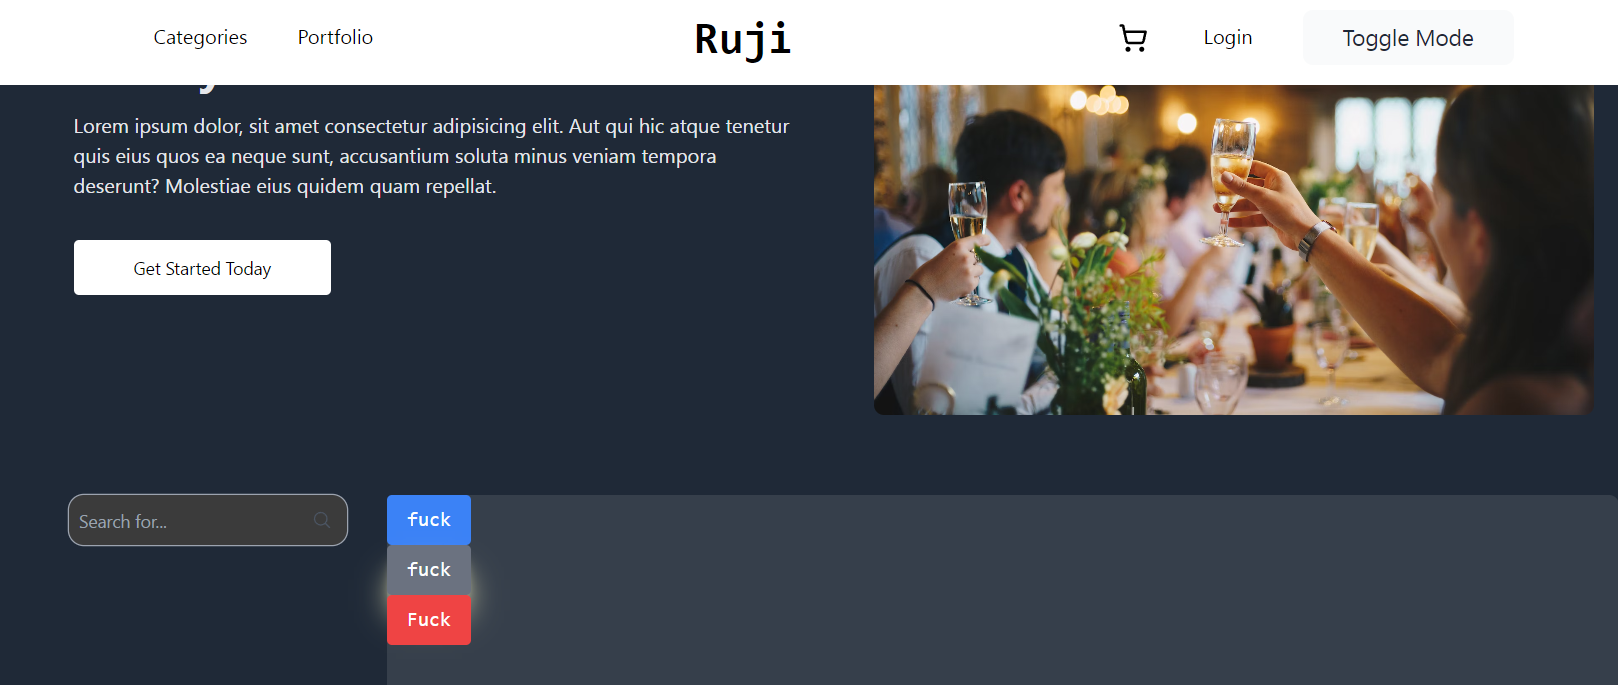 Categories
Portfolio
Ruji
Login
Toggle Mode
Lorem ipsum dolor, sit amet consectetur adipisicing elit. Aut qui hic atque tenetur
quis eius quos ea neque sunt, accusantium soluta minus veniam tempora
deserunt? Molestiae eius quidem quam repellat.
Get Started Today
Search for...
fuck
fuck
Fuck